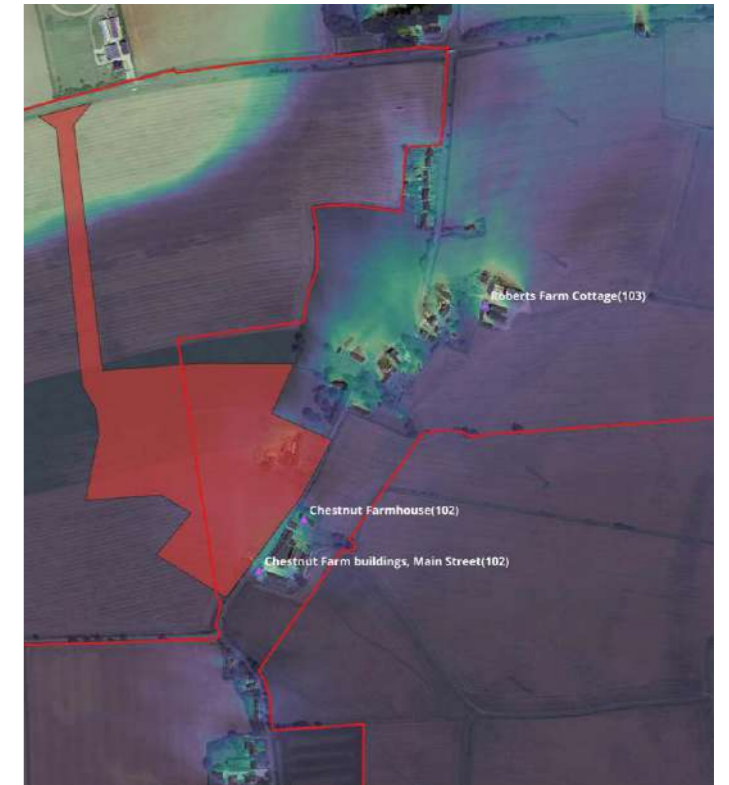 Roberts Farm Cottage(103)
Chestnut Farmhouse(102)
Chestnut Farm buildings, Main Street(102)